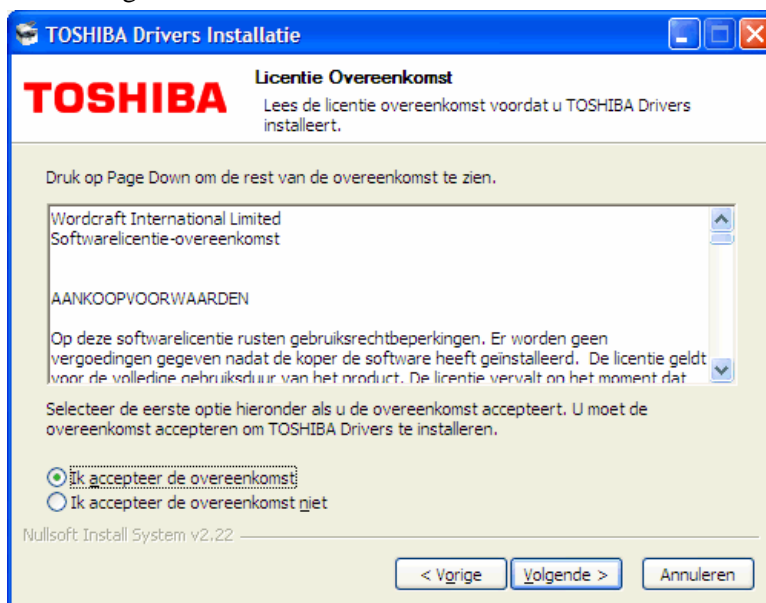 TOSHIBA Drivers Installatie
TOSHIBA
Licentie Overeenkomst
Lees de licentie overeenkomst voordat u TOSHIBA Drivers
installeert.
Druk op Page Down om de rest van de overeenkomst te zien.
Wordcraft International Limited
Softwarelicentie-overeenkomst
AANKOOPVOORWAARDEN
Op deze softwarelicentie rusten gebruiksrechtbeperkingen. Er worden geen
vergoedingen gegeven nadat de koper de software heeft geïnstalleerd. De licentie geldt
voor de volledige gebruiksduur van het product. De licentie vervalt op het moment dat
Selecteer de eerste optie hieronder als u de overeenkomst accepteert. U moet de
overeenkomst accepteren om TOSHIBA Drivers te installeren.
Ik accepteer de overeenkomst
Ik accepteer de overeenkomst niet
Nullsoft Install System v2.22
< Vorige Volgende > Annuleren